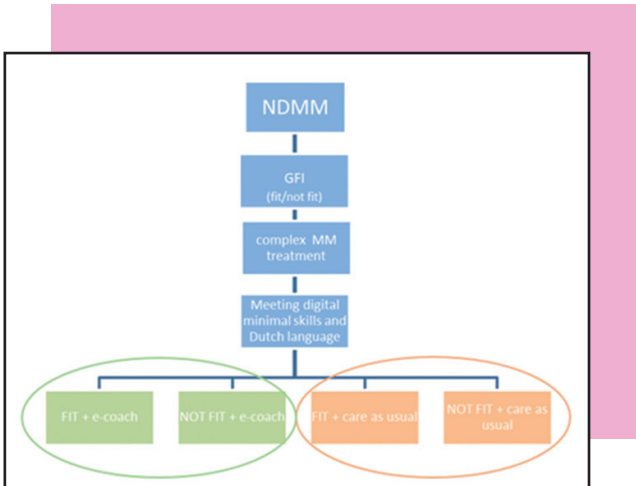 NDMM
GFI
(fit/not fit)
complex MM
treatment
Meeting digital
minimal skills and
Dutch language
FIT + e-coach
NOT FIT + e-coach
FIT + care as usual
NOT FIT + care as
usual